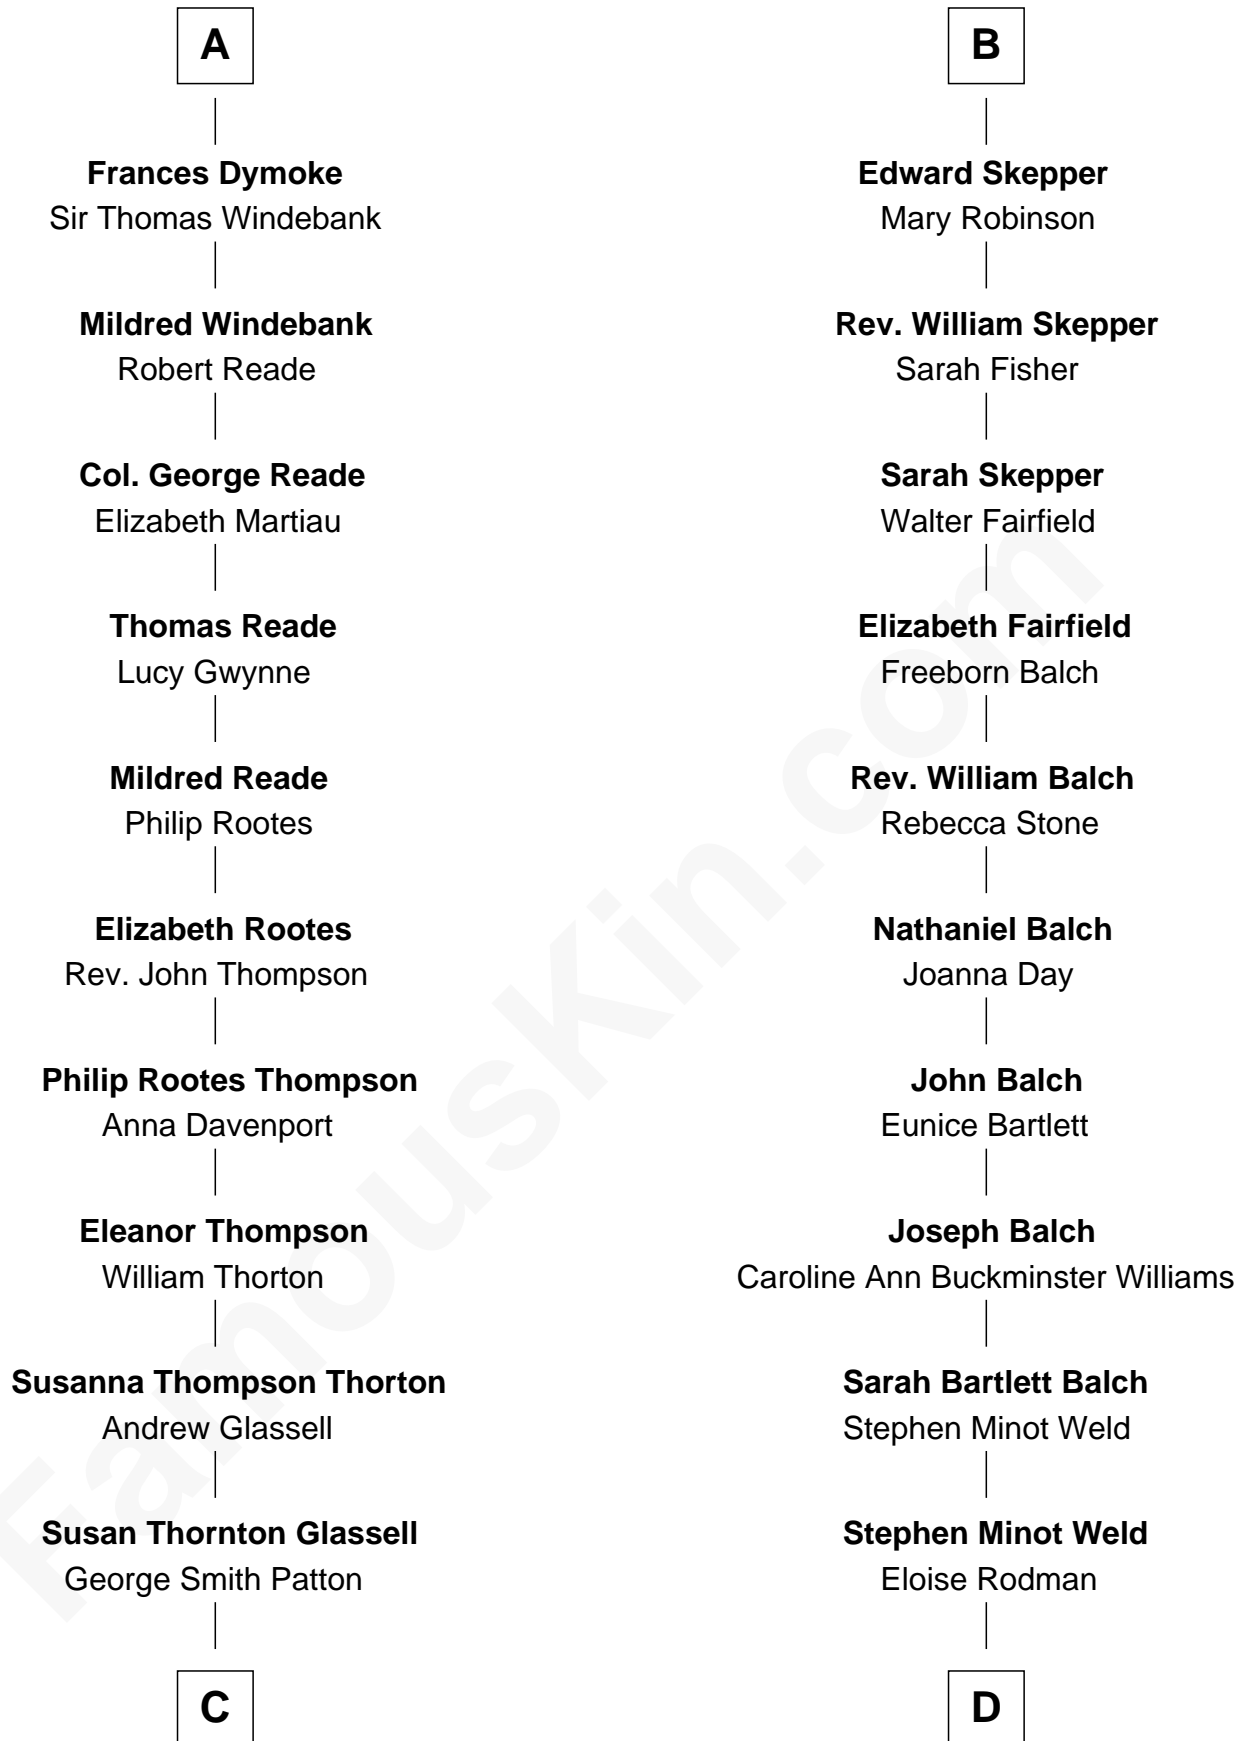 A
Frances Dymoke
Sir Thomas Windebank
Mildred Windebank
Robert Reade
Col. George Reade
Elizabeth Martiau
Thomas Reade
Lucy Gwynne
Mildred Reade
Philip Rootes
Elizabeth Rootes
Rev. John Thompson
Philip Rootes Thompson
Anna Davenport
Eleanor Thompson
William Thorton
Susanna Thompson Thorton
Andrew Glassell
Susan Thornton Glassell
George Smith Patton
C
B
Edward Skepper
Mary Robinson
Rev. William Skepper
Sarah Fisher
Sarah Skepper
Walter Fairfield
Elizabeth Fairfield
Freeborn Balch
Rev. William Balch
Rebecca Stone
Nathaniel Balch
Joanna Day
John Balch
Eunice Bartlett
Joseph Balch
Caroline Ann Buckminster Williams
Sarah Bartlett Balch
Stephen Minot Weld
Stephen Minot Weld
Eloise Rodman
D
FamousKin.com